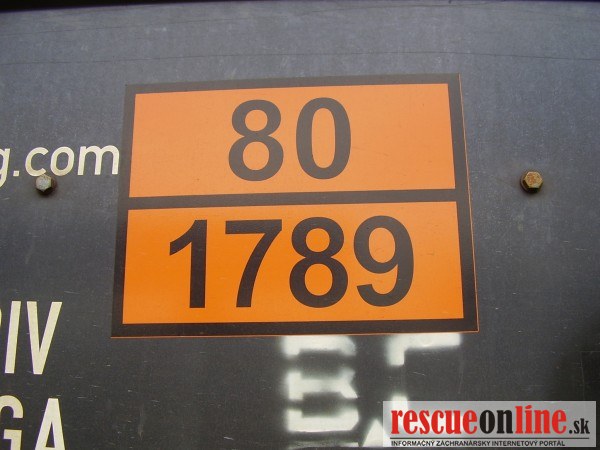 80
g.com
1789
RIV
GA
rescueonline.sk
INFORMAČNÝ ZÁCHRANÁRSKY INTERNETOVÝ PORTÁL